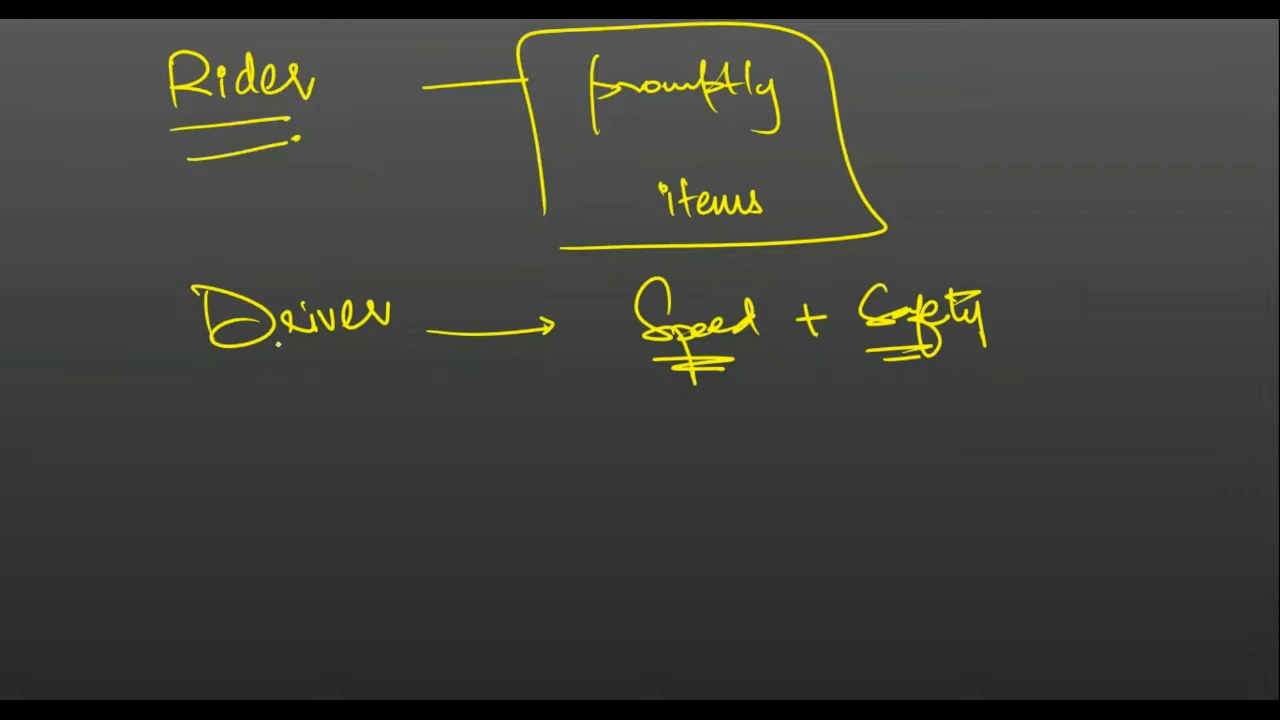 Rider — promptly
items
Driver → Speed + Safety